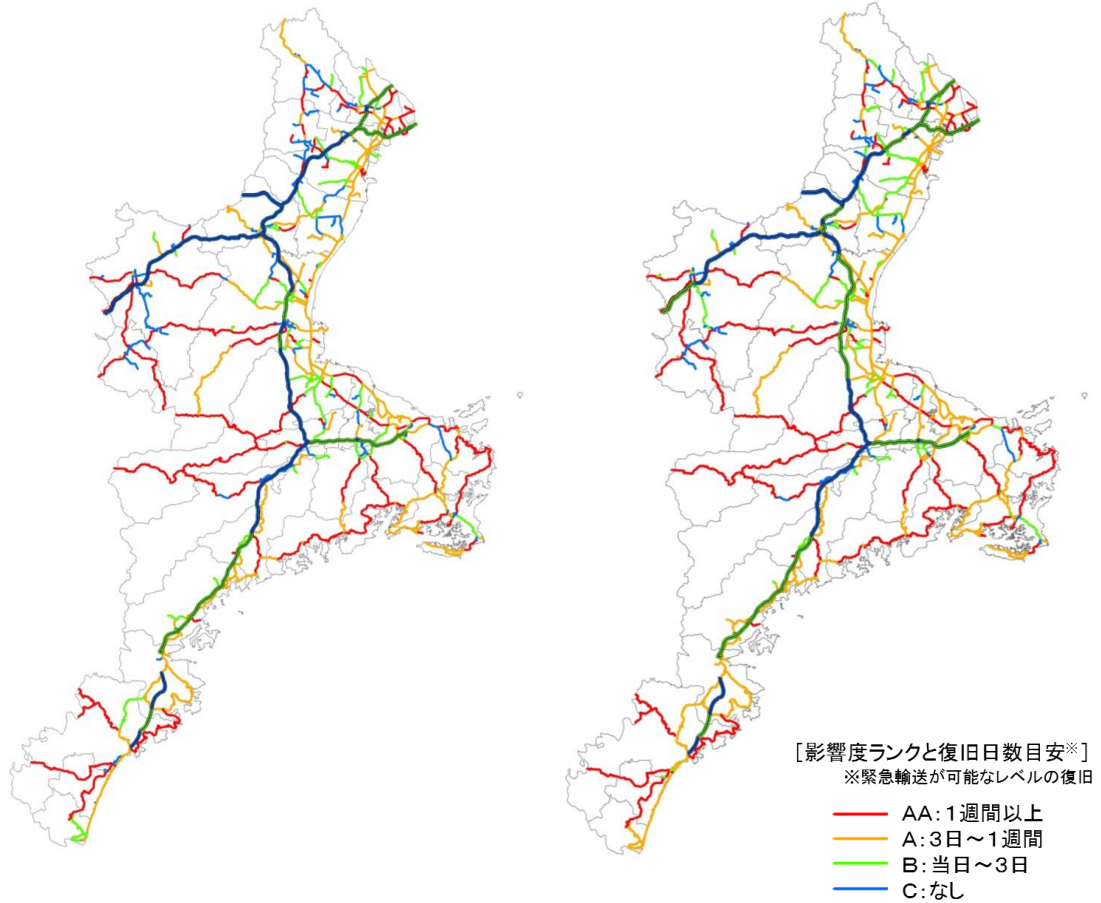 [影響度ランクと復旧日数目安※]
※緊急輸送が可能なレベルの復旧
AA:1週間以上
A:3日~1週間
B:当日~3日
C:なし